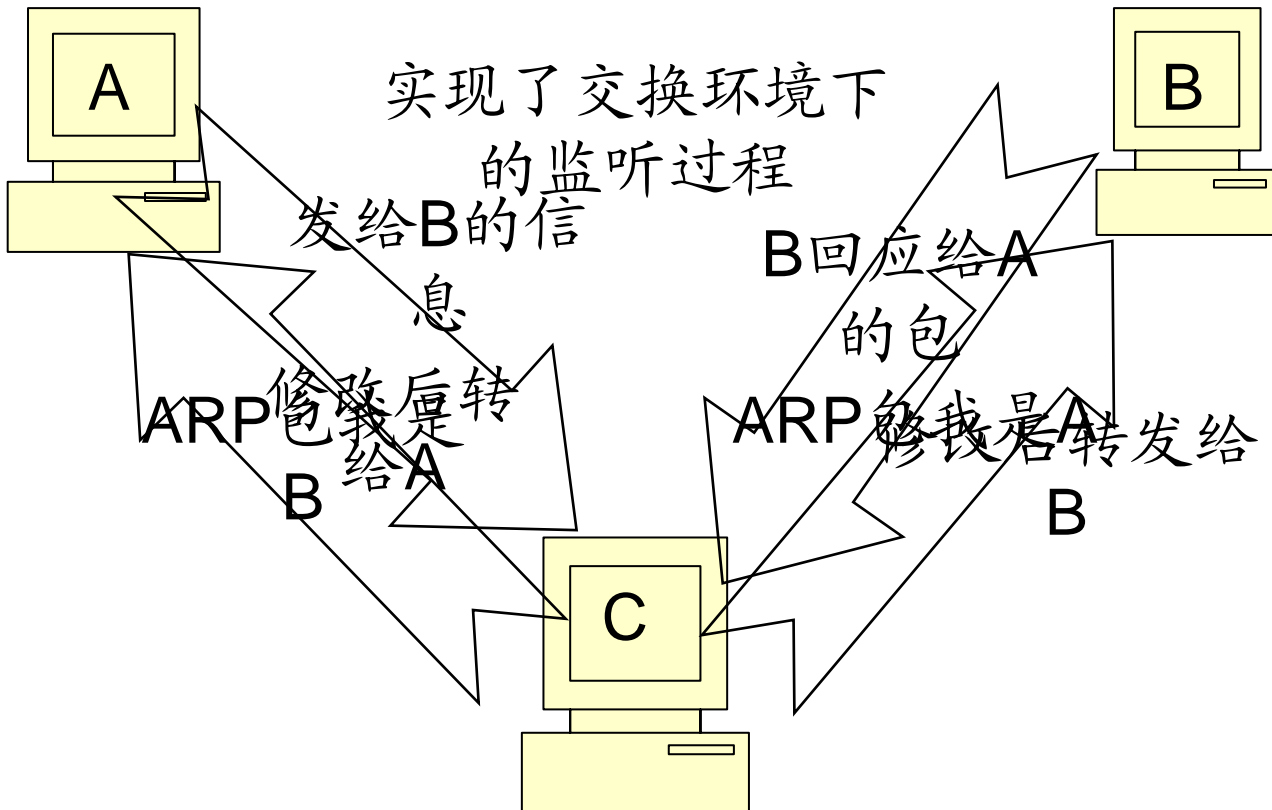 A
B
实现了交换环境下
的监听过程
发给B的信
息
B回应给A
的包
修改后转
给A
ARP包我是
B
ARP包我是A
修改后转发给
B
C